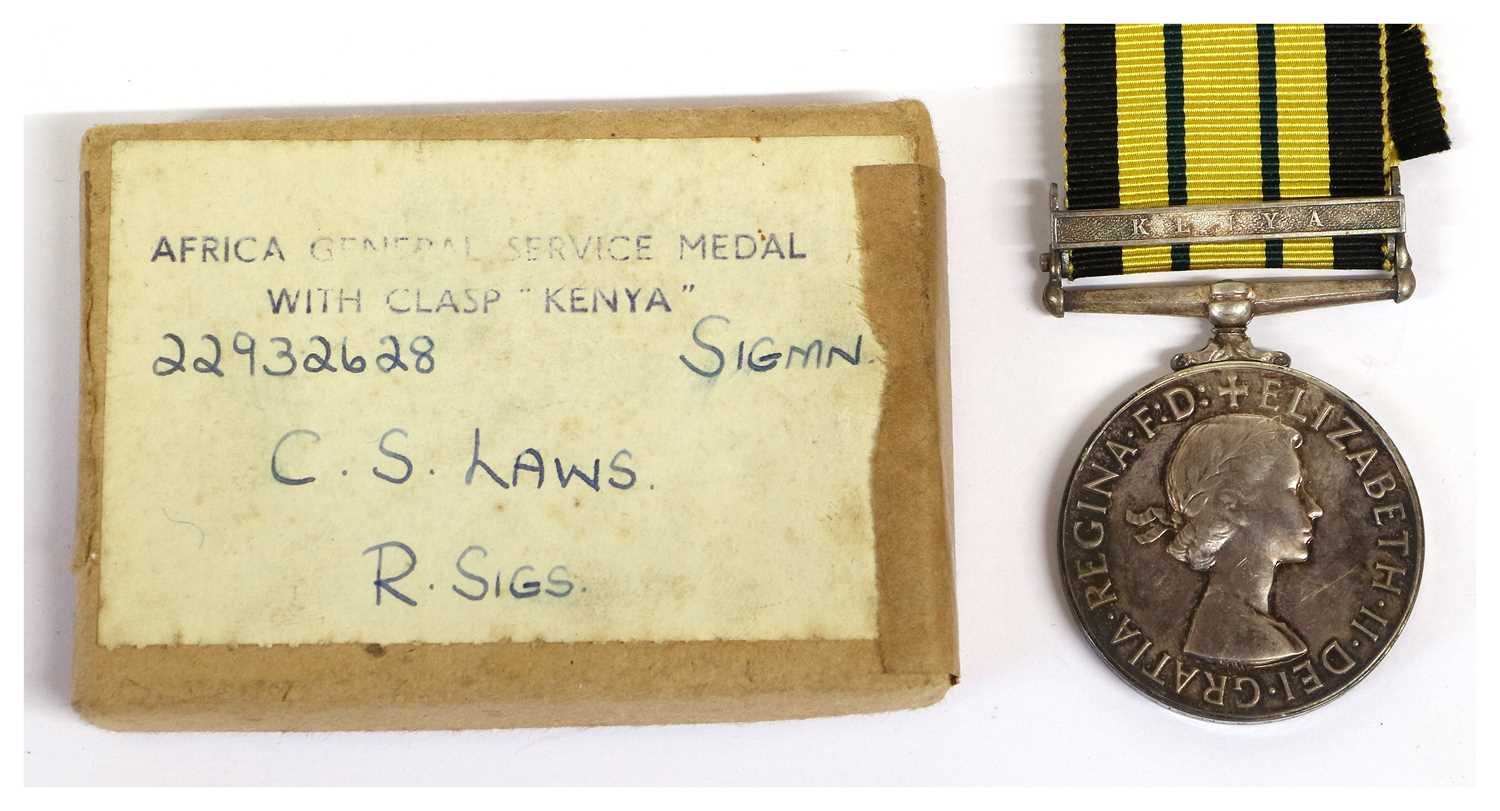 AFRICA GENERAL SERVICE MEDAL
WITH CLASP "KENYA"
22932628 SIGMN.
C. S. LAWS.
R. SIGS.
KENYA
✠ ELIZABETH·II·DEI·GRATIA·REGINA·F:D: